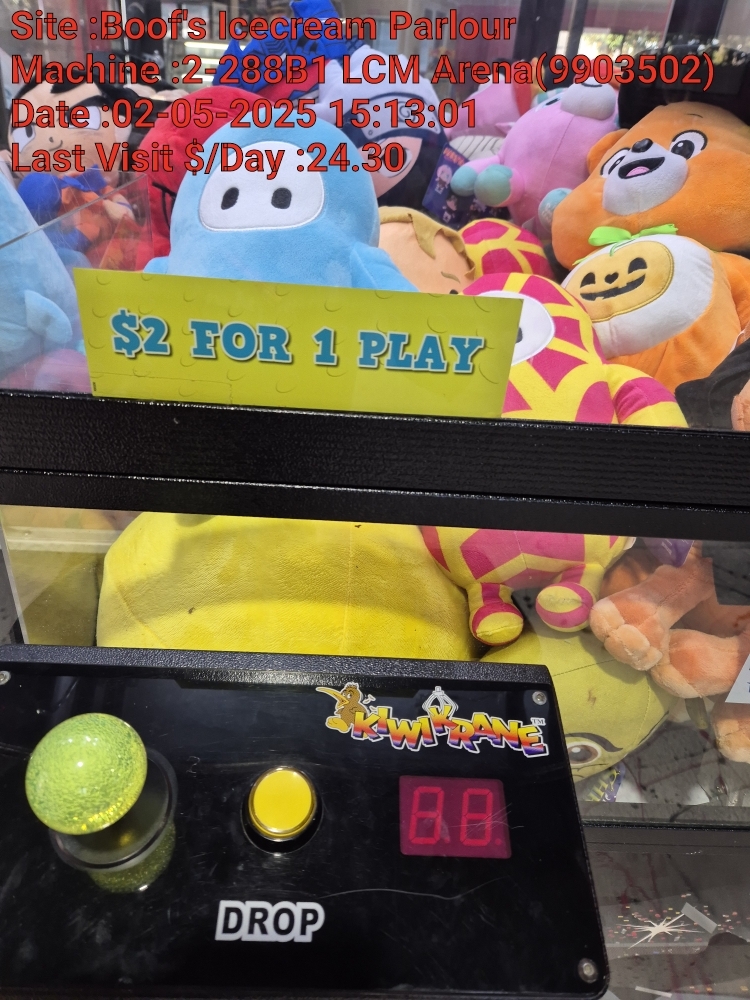 Site :Boof's Icecream Parlour
Machine :2-288B1 LCM Arena(9903502)
Date :02-05-2025 15:13:01
Last Visit $/Day :24.30
$2 FOR 1 PLAY
KIWI KRANE TM
88
DROP